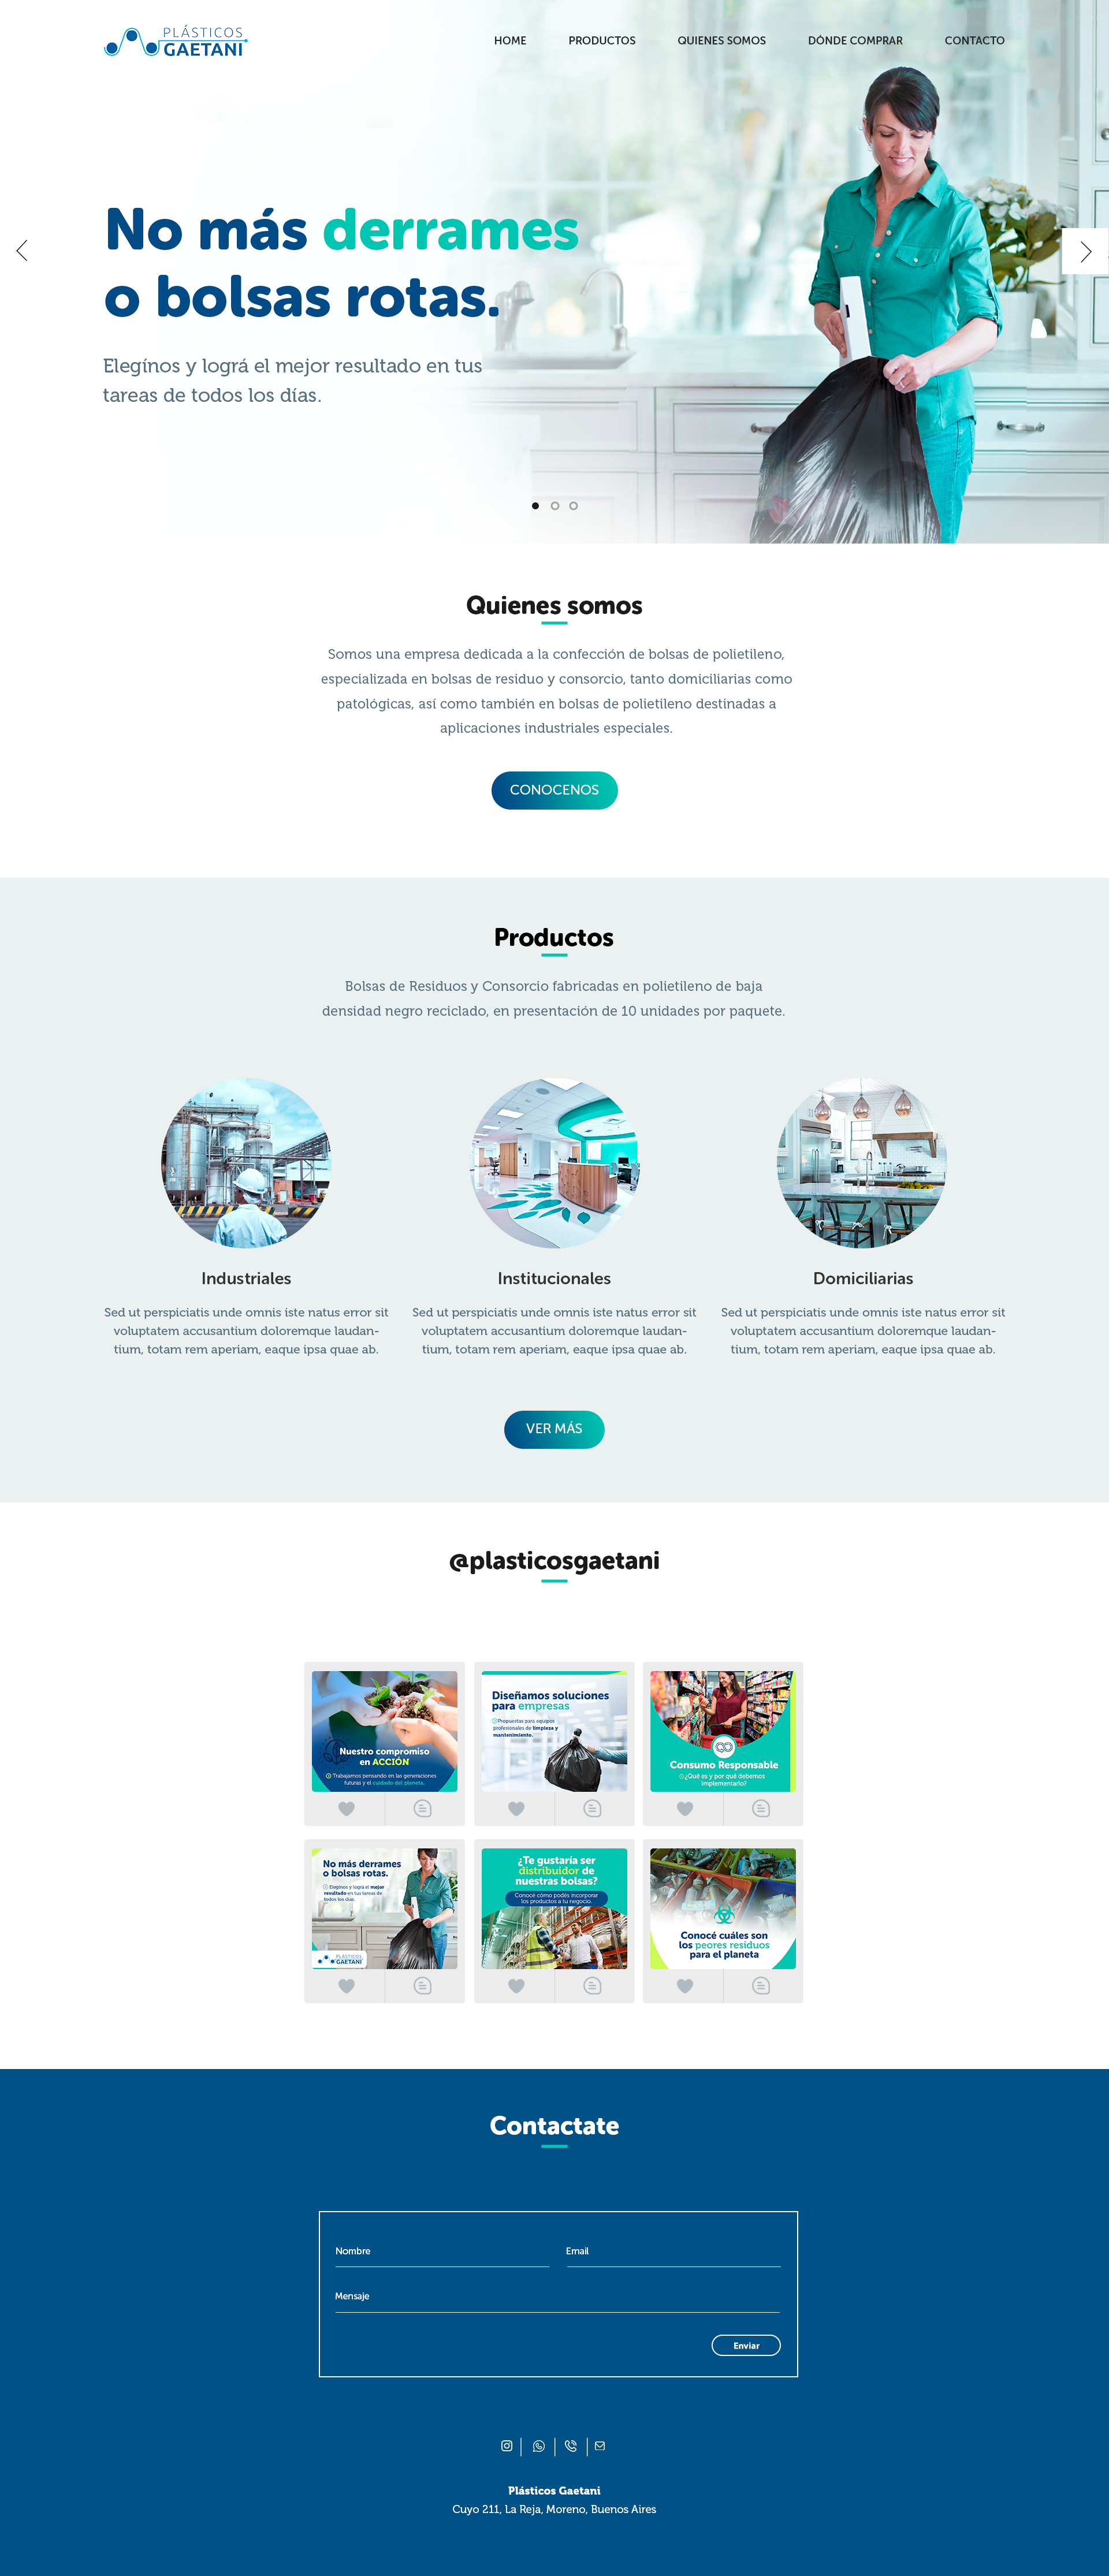 PLÁSTICOS
GAETANI
HOME PRODUCTOS QUIENES SOMOS DÓNDE COMPRAR CONTACTO
No más derrames
o bolsas rotas.
Elegínos y lográ el mejor resultado en tus
tareas de todos los días.
Quienes somos
Somos una empresa dedicada a la confección de bolsas de polietileno,
especializada en bolsas de residuo y consorcio, tanto domiciliarias como
patológicas, así como también en bolsas de polietileno destinadas a
aplicaciones industriales especiales.
CONOCENOS
Productos
Bolsas de Residuos y Consorcio fabricadas en polietileno de baja
densidad negro reciclado, en presentación de 10 unidades por paquete.
Industriales
Sed ut perspiciatis unde omnis iste natus error sit
voluptatem accusantium doloremque laudan-
tium, totam rem aperiam, eaque ipsa quae ab.
Institucionales
Sed ut perspiciatis unde omnis iste natus error sit
voluptatem accusantium doloremque laudan-
tium, totam rem aperiam, eaque ipsa quae ab.
Domiciliarias
Sed ut perspiciatis unde omnis iste natus error sit
voluptatem accusantium doloremque laudan-
tium, totam rem aperiam, eaque ipsa quae ab.
VER MÁS
@plasticosgaetani
Nuestro compromiso
en ACCIÓN
Trabajamos pensando en las generaciones
futuras y el cuidado del planeta.
Diseñamos soluciones
para empresas
Propuestas para equipos
profesionales de limpieza y
mantenimiento.
Consumo Responsable
¿Qué es y por qué debemos
implementarlo?
No más derrames
o bolsas rotas.
Elegínos y lográ el mejor
resultado en tus tareas de
todos los días.
PLÁSTICOS
GAETANI
¿Te gustaría ser
distribuidor de
nuestras bolsas?
Conocé cómo podés incorporar
los productos a tu negocio.
Conocé cuáles son
los peores residuos
para el planeta
Contactate
Nombre Email
Mensaje
Enviar
Plásticos Gaetani
Cuyo 211, La Reja, Moreno, Buenos Aires